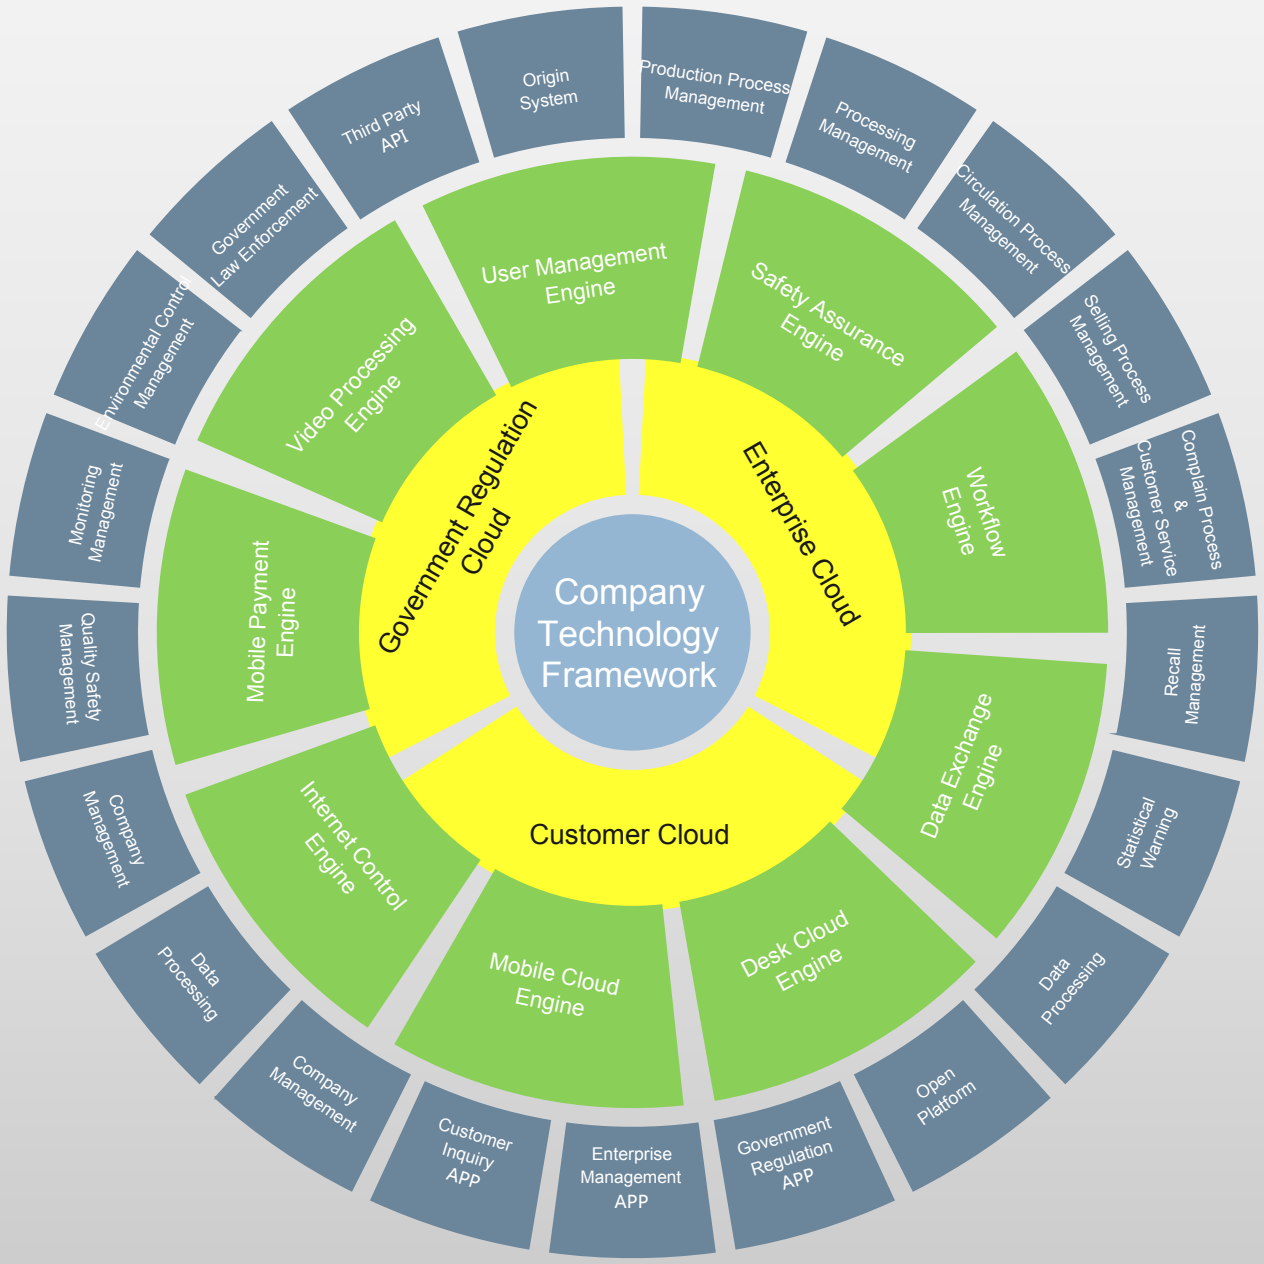 Company
Technology
Framework
Government Regulation
Cloud
Enterprise Cloud
Customer Cloud
User Management
Engine
Safety Assurance
Engine
Workflow
Engine
Data Exchange
Engine
Desk Cloud
Engine
Mobile Cloud
Engine
Internet Control
Engine
Mobile Payment
Engine
Video Processing
Engine
Origin
System
Production Process
Management
Processing
Management
Circulation Process
Management
Selling Process
Management
Complain Process
&
Customer Service
Management
Recall
Management
Statistical
Warning
Data
Processing
Open
Platform
Government
Regulation
APP
Enterprise
Management
APP
Customer
Inquiry
APP
Company
Management
Data
Processing
Company
Management
Quality Safety
Management
Monitoring
Management
Environmental Control
Management
Government
Law Enforcement
Third Party
API